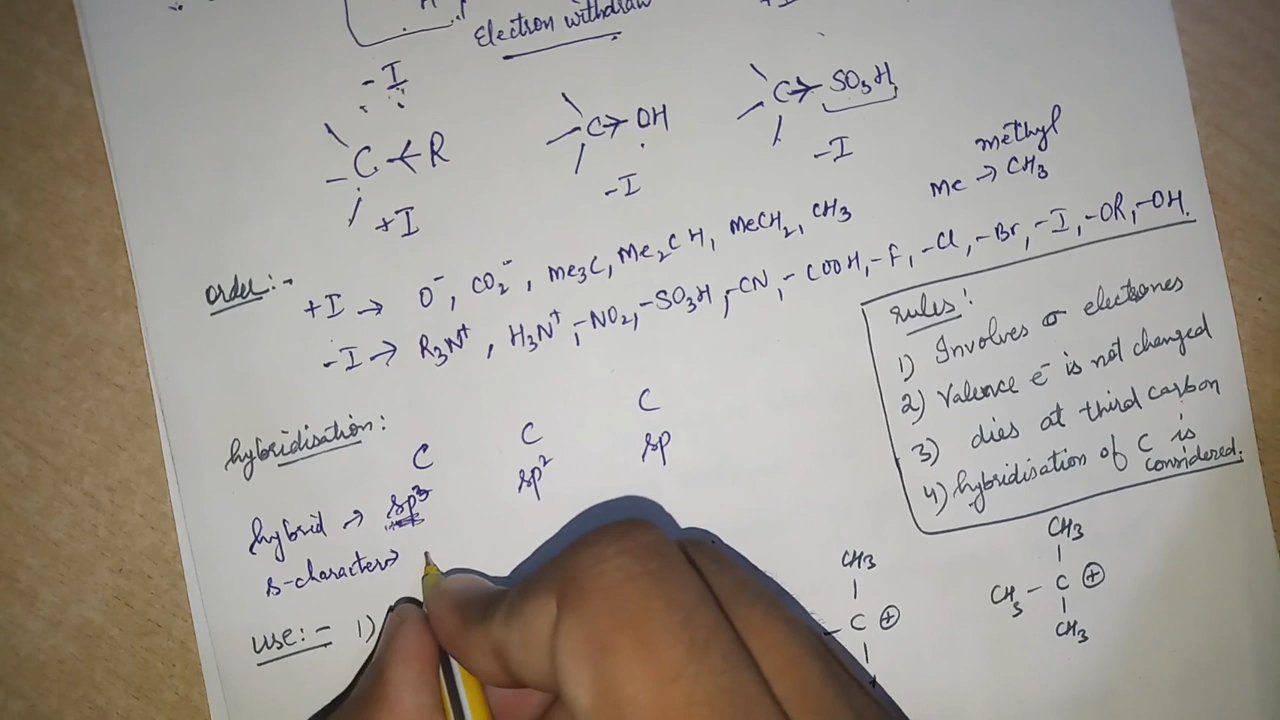 Electron withdraw
-I
C R
+I
C → OH
-I
C → SO3H
-I
methyl
Me → CH3
order:-
+I → O⁻, CO2⁻, me3C, Me2CH, MeCH2, CH3
-I → R3N⁺, H3N⁺, -NO2, -SO3H, -CN, -COOH, -F, -Cl, -Br, -I, -OR, -OH.
rules:
1) Involves σ electrones
2) Valence e⁻ is not changed
3) dies at third carbon
4) hybridisation of C is
considered.
hybridisation:
C C C
hybrid → sp³ sp² sp
s-character→
use:- 1)
CH3
C ⊕
CH3
CH3 - C ⊕
CH3